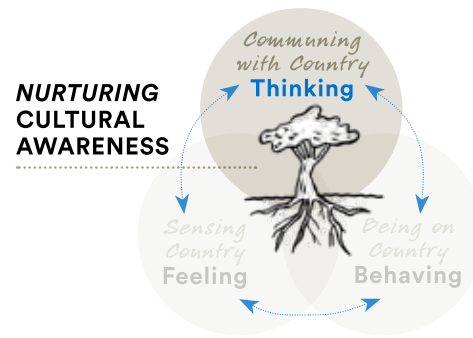 Communing
with Country
Thinking
NURTURING
CULTURAL
AWARENESS
Sensing
Country
Feeling
Being on
Country
Behaving